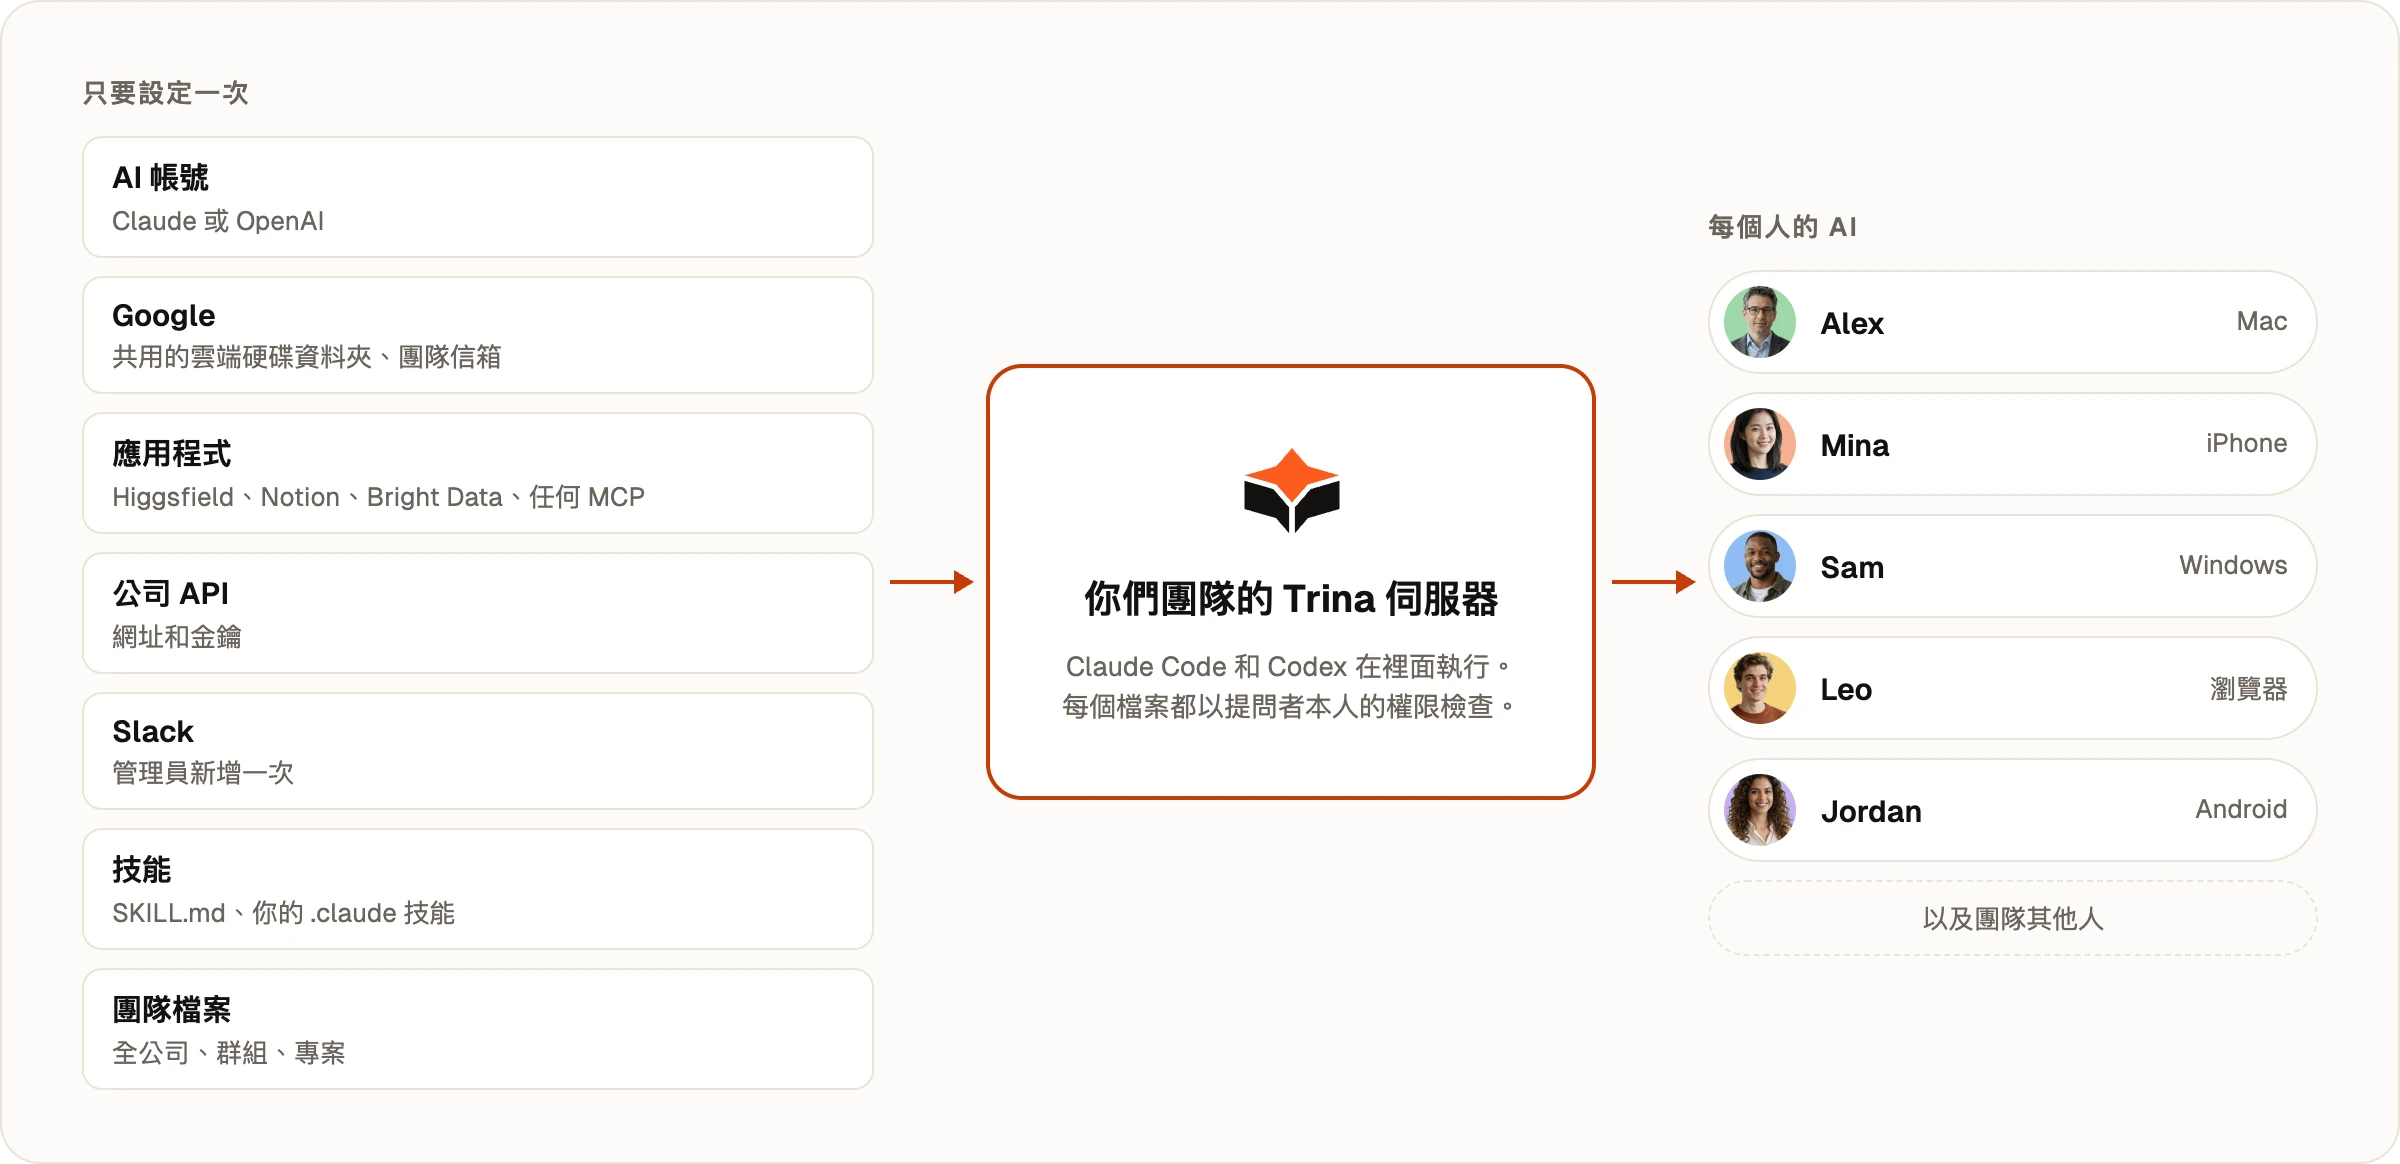 只要設定一次
AI 帳號
Claude 或 OpenAI
Google
共用的雲端硬碟資料夾、團隊信箱
應用程式
Higgsfield、Notion、Bright Data、任何 MCP
公司 API
網址和金鑰
Slack
管理員新增一次
技能
SKILL.md、你的 .claude 技能
團隊檔案
全公司、群組、專案
你們團隊的 Trina 伺服器
Claude Code 和 Codex 在裡面執行。
每個檔案都以提問者本人的權限檢查。
每個人的 AI
Alex
Mac
Mina
iPhone
Sam
Windows
Leo
瀏覽器
Jordan
Android
以及團隊其他人